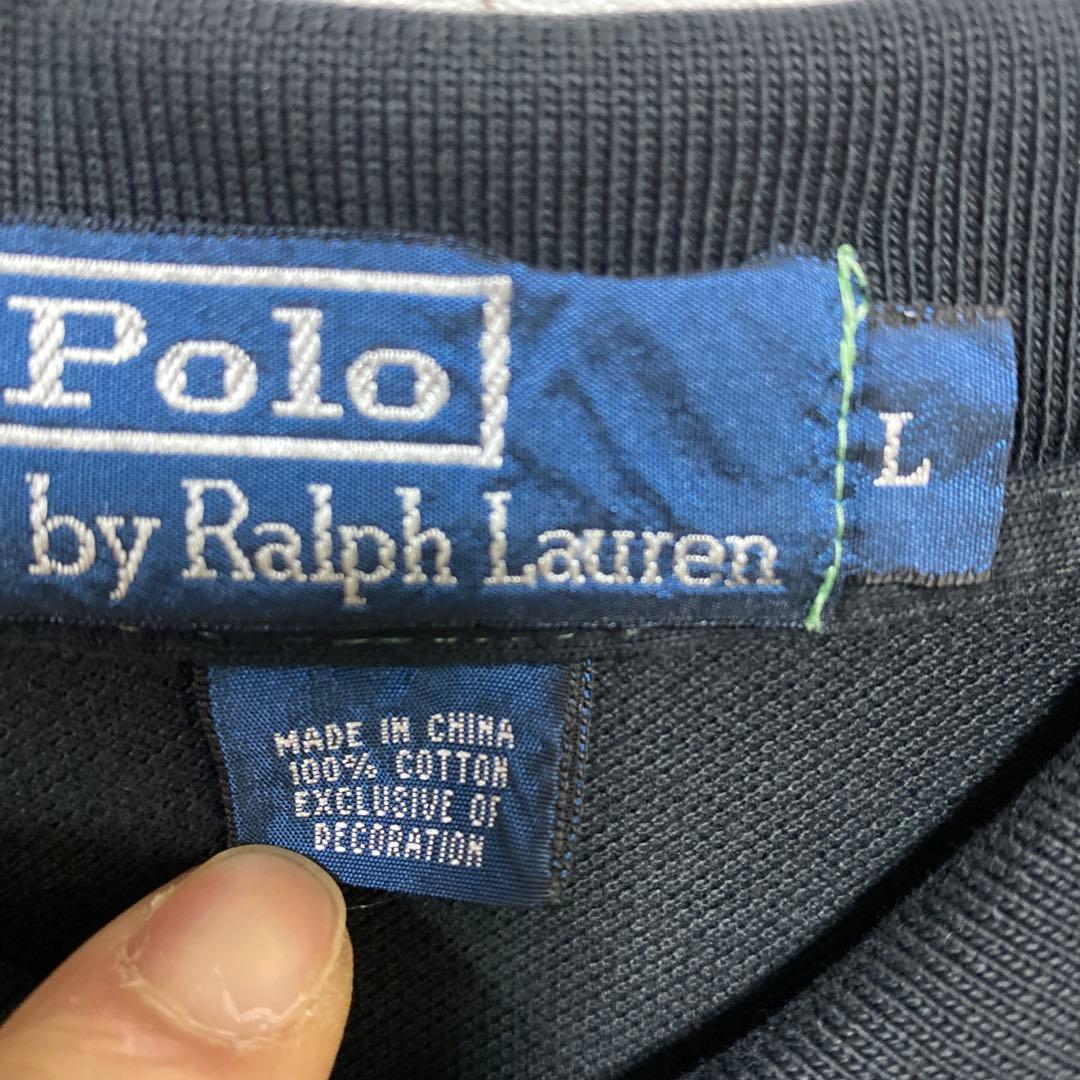 Polo
by Ralph Lauren
L
MADE IN CHINA
100% COTTON
EXCLUSIVE OF
DECORATION